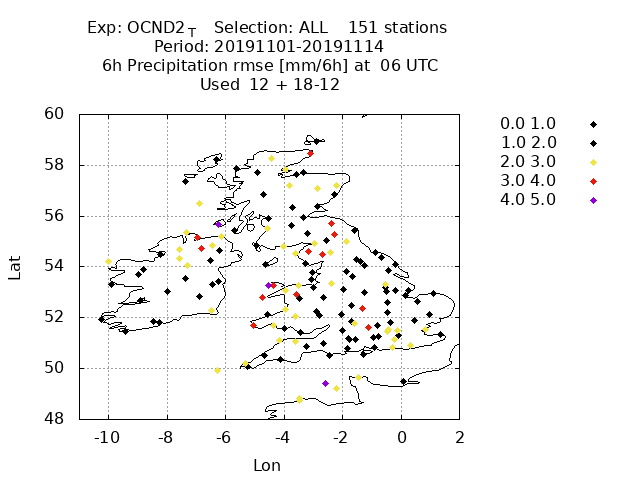 Exp: OCND2_T Selection: ALL 151 stations
Period: 20191101-20191114
6h Precipitation rmse [mm/6h] at 06 UTC
Used 12 + 18-12
0.0 1.0
1.0 2.0
2.0 3.0
3.0 4.0
4.0 5.0
Lat
60
58
56
54
52
50
48
-10 -8 -6 -4 -2 0 2
Lon